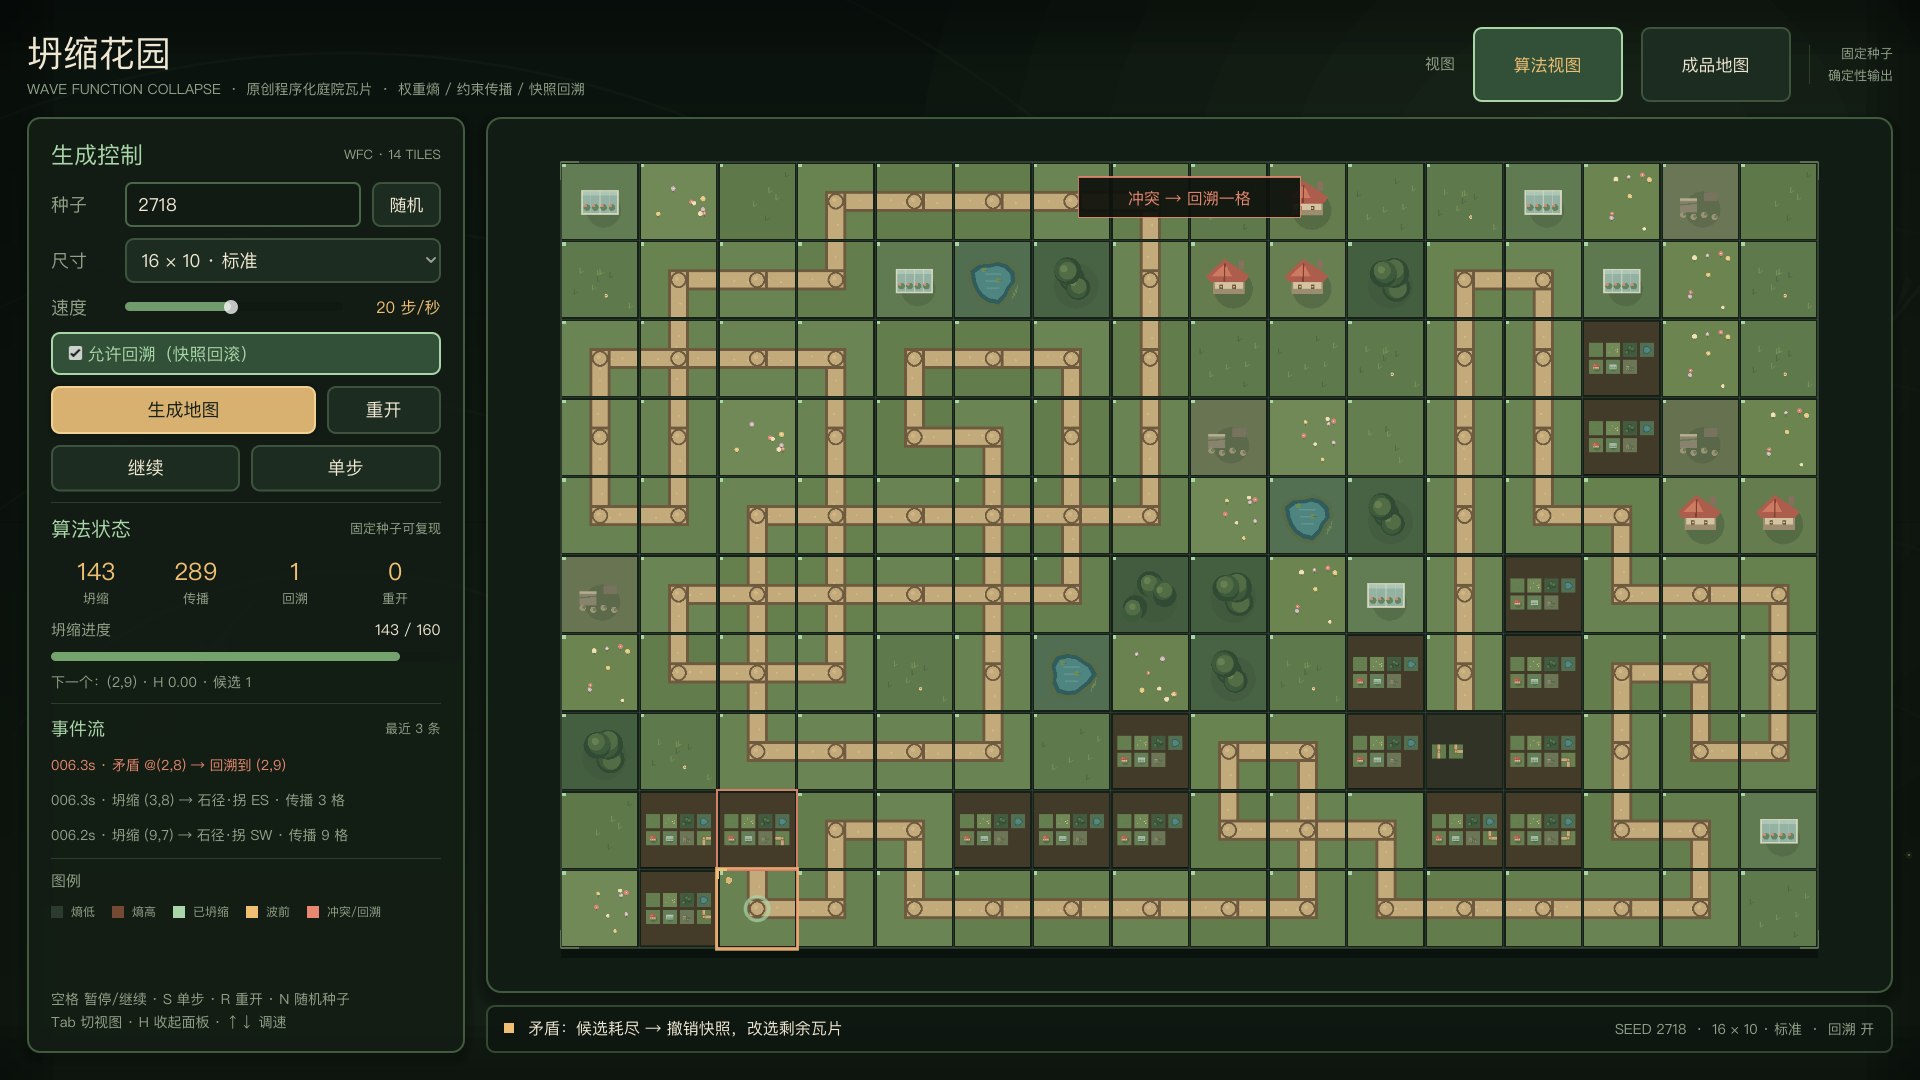 坍缩花园
WAVE FUNCTION COLLAPSE · 原创程序化庭院瓦片 · 权重熵 / 约束传播 / 快照回溯
视图
算法视图
成品地图
固定种子
确定性输出
生成控制
WFC · 14 TILES
种子
2718
随机
尺寸
16 × 10 · 标准
速度
20 步/秒
允许回溯（快照回滚）
生成地图
重开
继续
单步
算法状态
固定种子可复现
143
289
1
0
坍缩
传播
回溯
重开
坍缩进度
143 / 160
下一个：(2,9) · H 0.00 · 候选 1
事件流
最近 3 条
006.3s · 矛盾 @(2,8) → 回溯到 (2,9)
006.3s · 坍缩 (3,8) → 石径·拐 ES · 传播 3 格
006.2s · 坍缩 (9,7) → 石径·拐 SW · 传播 9 格
图例
熵低
熵高
已坍缩
波前
冲突/回溯
空格 暂停/继续 · S 单步 · R 重开 · N 随机种子
Tab 切视图 · H 收起面板 · ↑↓ 调速
冲突 → 回溯一格
矛盾：候选耗尽 → 撤销快照，改选剩余瓦片
SEED 2718 · 16 × 10 · 标准 · 回溯 开